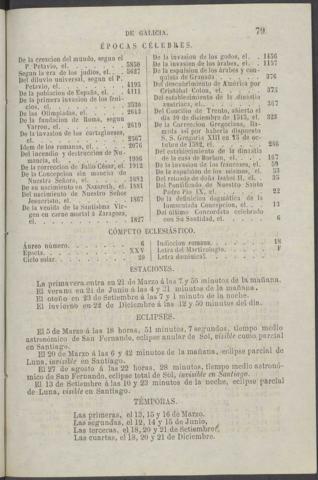 DE GALICIA. 79
ÉPOCAS CÉLEBRES.
De la creacion del mundo, segun el
P. Petavio, el. 5850
Segun la era de los judíos, el. 5627
Del diluvio universal, segun el P.
Petavio, el. 4195
De la poblacion de España, el. 4111
De la primera invasion de los feni-
cios, el. 3536
De las Olimpiadas, el. 2643
De la fundacion de Roma, segun
Varron, el. 2619
De la invasion de los cartagineses,
el. 2367
Idem de los romanos, el. 2076
Del incendio y destruccion de Nu-
mancia, el. 1996
De la correccion de Julio César, el. 1912
De la Concepcion sin mancha de
Nuestra Señora, el. 1882
De su nacimiento en Nazareth, el. 1881
Del nacimiento de Nuestro Señor
Jesucristo, el. 1867
De la venida de la Santísima Vír-
gen en carne mortal á Zaragoza,
el. 1827
De la invasion de los godos, el. 1456
De la invasion de los árabes, el. 1157
De la espulsion de los árabes y con-
quista de Granada 376
Del descubrimiento de América por
Cristóbal Colon, el. 375
Del establecimiento de la dinastía
austriaca, el. 367
Del Concilio de Trento, abierto el
dia 10 de diciembre de 1545, el. 323
De la Correccion Gregoriana, lla-
mada así por haberla dispuesto
S. S. Gregorio XIII en 15 de oc-
tubre de 1582, el. 286
Del establecimiento de la dinastía
de la casa de Borbon, el. 167
De la invasion de los franceses, el. 59
De la espulsion de los mismos, el. 53
Del reinado de doña Isabel II, el. 35
Del Pontificado de Nuestro Santo
Padre Pio IX, el. 22
De la definicion dogmática de la
Inmaculada Concepcion, el. 13
Del último Concordato celebrado
con Su Santidad, el. 6
CÓMPUTO ECLESIÁSTICO.
Áureo número. 6
Epacta. XXV
Ciclo solar. 28
Indiccion romana. 18
Letra del Martirologio. F
Letra dominical.
ESTACIONES.
La primavera entra en 21 de Marzo á las 7 y 56 minutos de la mañana.
El verano en 21 de Junio á las 4 y 21 minutos de la mañana.
El otoño en 23 de Setiembre á las 7 y 1 minuto de la noche.
El invierno en 22 de Diciembre á las 12 y 50 minutos del dia.
ECLIPSES.
El 5 de Marzo á las 18 horas, 51 minutos, 7 segundos, tiempo medio
astronómico de San Fernando, eclipse anular de Sol, visible como parcial
en Santiago.
El 20 de Marzo á las 6 y 42 minutos de la mañana, eclipse parcial de
Luna, invisible en Santiago.
El 27 de agosto á las 22 horas, 28 minutos, tiempo medio astronó-
mico de San Fernando, eclipse total de Sol, invisible en Santiago.
El 13 de Setiembre á las 10 y 23 minutos de la noche, eclipse parcial
de Luna, visible en Santiago.
TÉMPORAS.
Las primeras, el 13, 15 y 16 de Marzo.
Las segundas, el 12, 14 y 15 de Junio,
Las terceras, el 18, 20 y 21 de Setiembre.
Las cuartas, el 18, 20 y 21 de Diciembre.